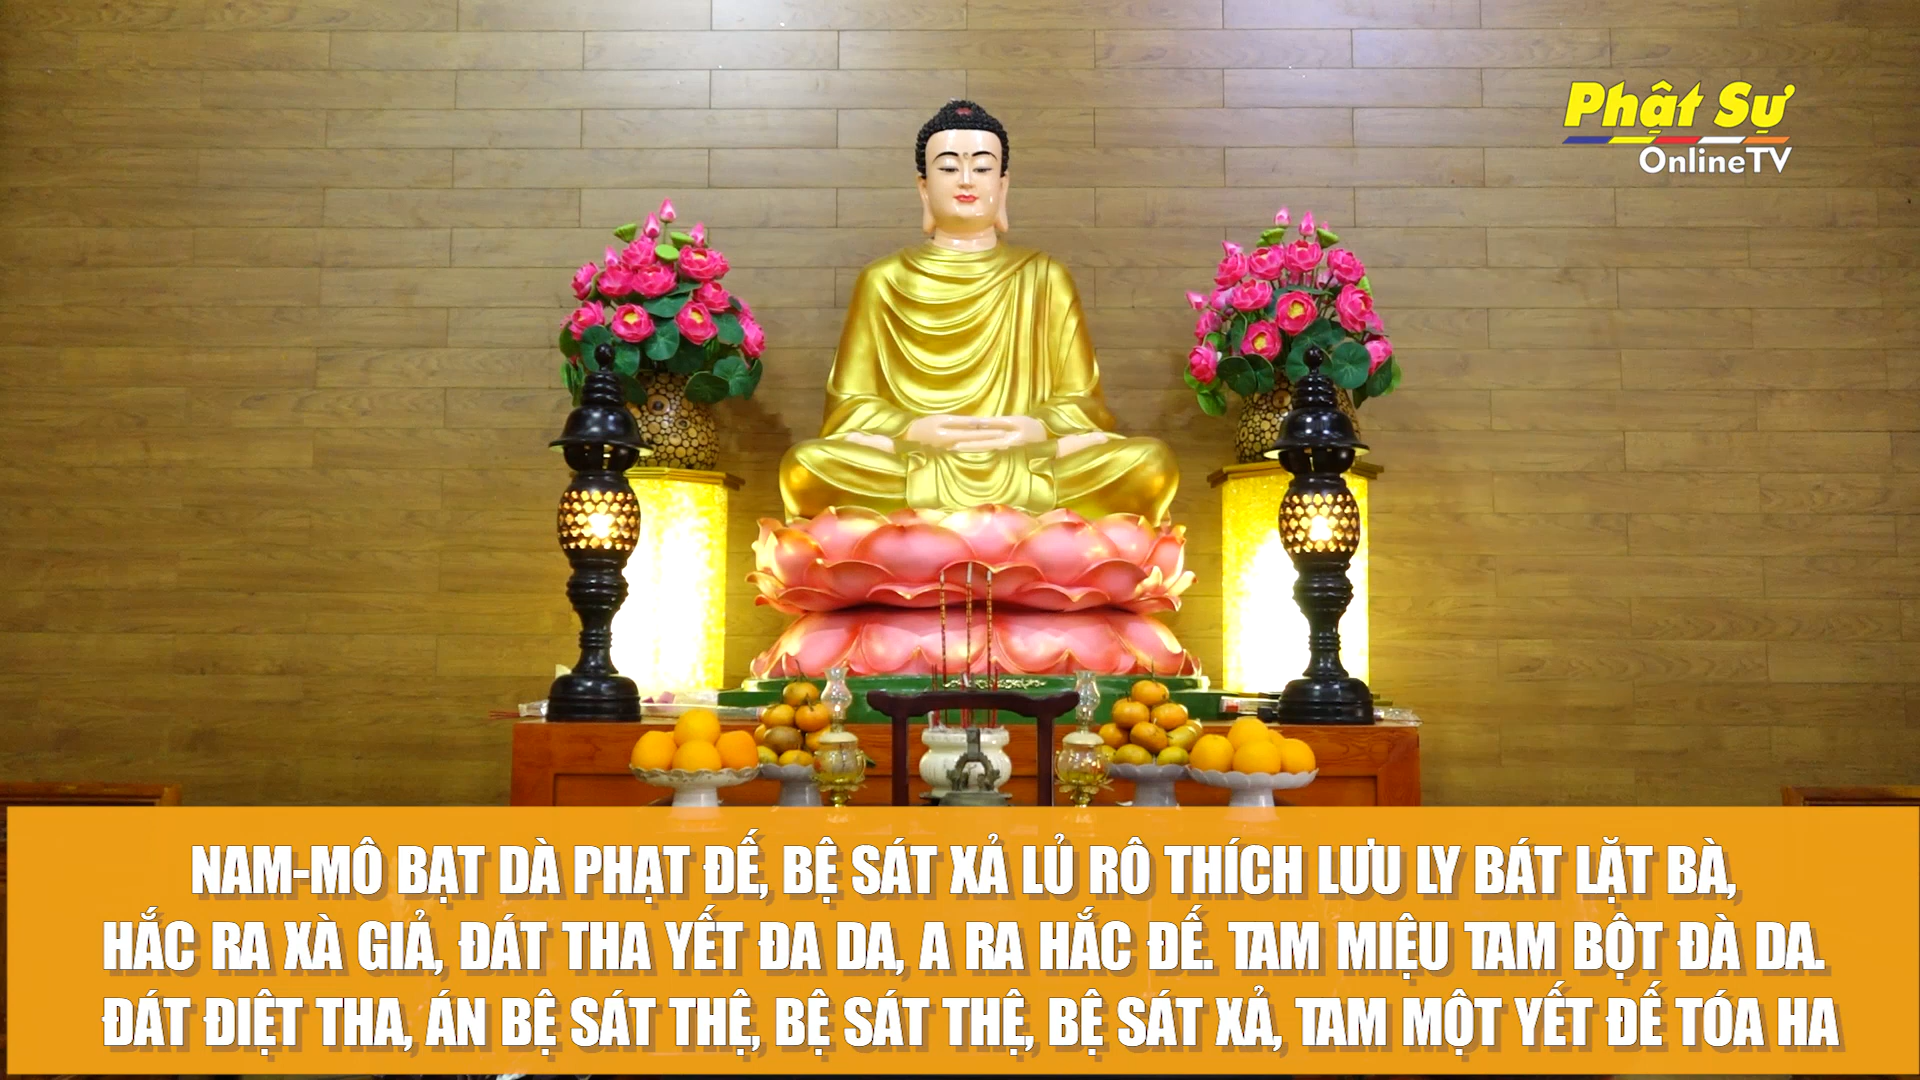 Phật Sự
OnlineTV
NAM-MÔ BẠT DÀ PHẠT ĐẾ, BỆ SÁT XẢ LỦ RÔ THÍCH LƯU LY BÁT LẶT BÀ,
HẮC RA XÀ GIẢ, ĐÁT THA YẾT ĐA DA, A RA HẮC ĐẾ. TAM MIỆU TAM BỘT ĐÀ DA.
ĐÁT ĐIỆT THA, ÁN BỆ SÁT THỆ, BỆ SÁT THỆ, BỆ SÁT XẢ, TAM MỘT YẾT ĐẾ TÓA HA